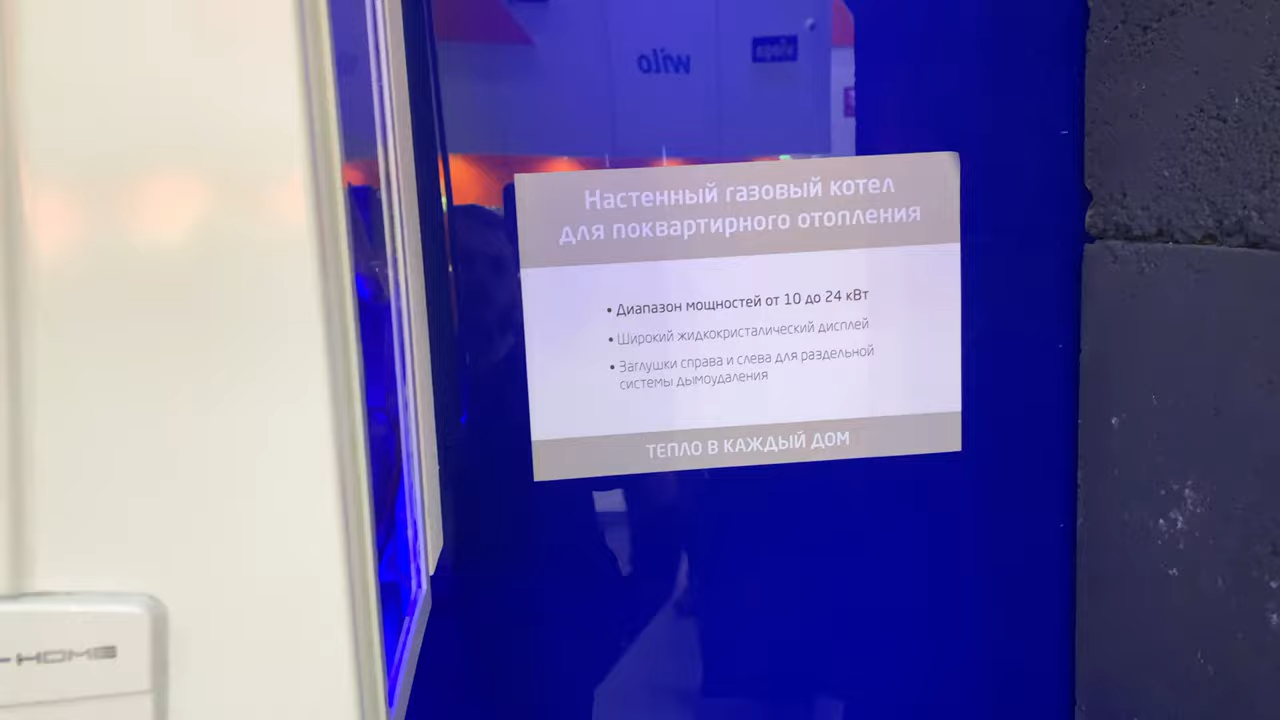 wilo
Настенный газовый котел
для поквартирного отопления
• Диапазон мощностей от 10 до 24 кВт
• Широкий жидкокристалический дисплей
• Заглушки справа и слева для раздельной
системы дымоудаления
ТЕПЛО В КАЖДЫЙ ДОМ
HOME